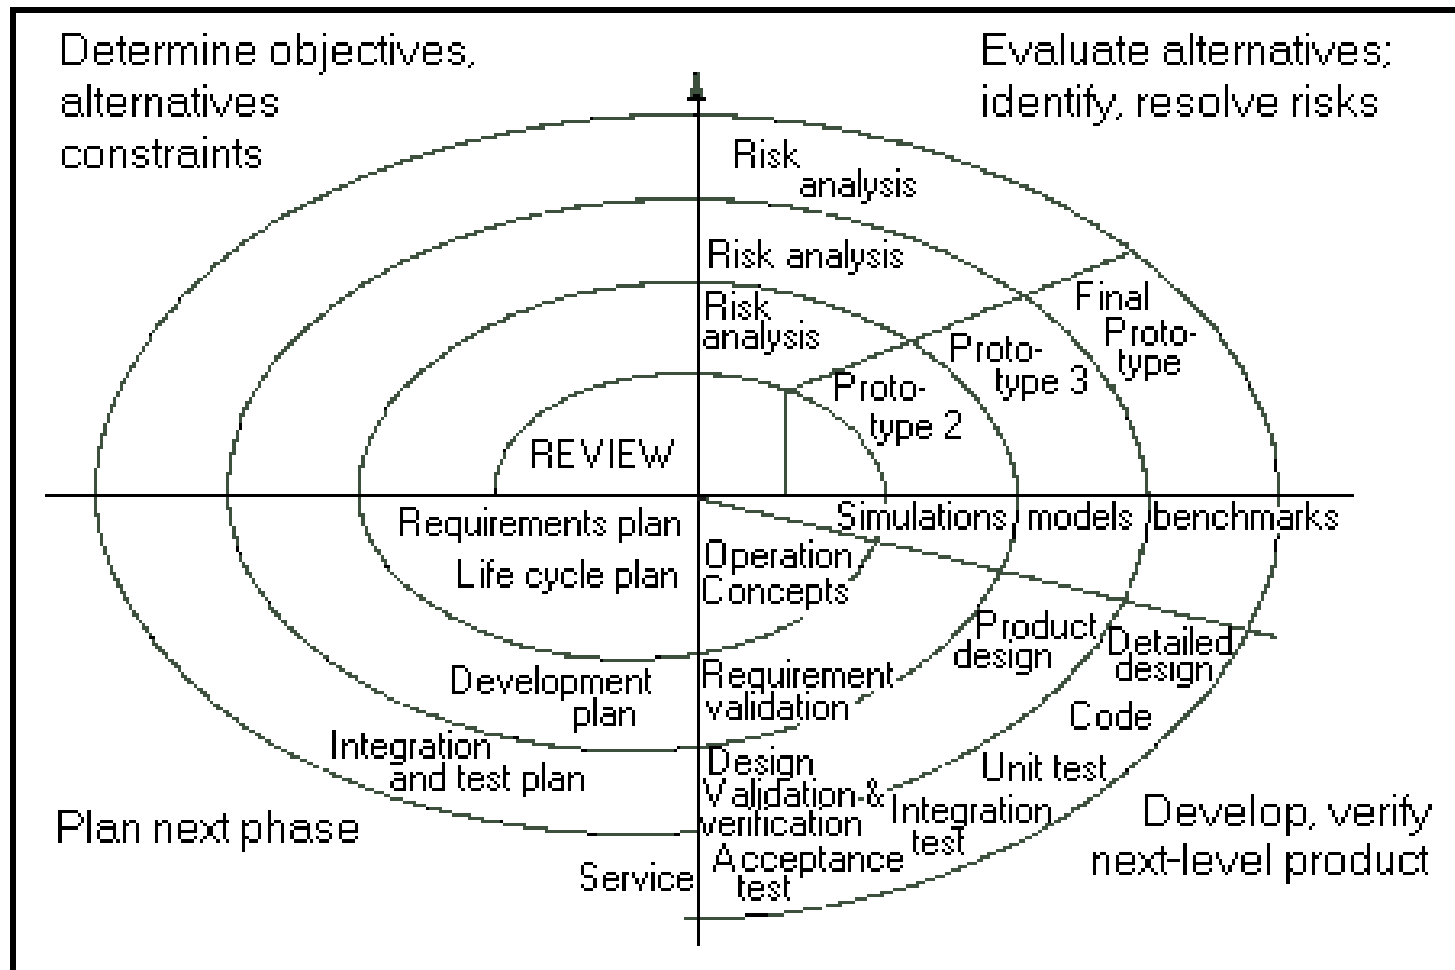 Determine objectives,
alternatives
constraints
Evaluate alternatives;
identify, resolve risks
Risk
analysis
Risk analysis
Risk
analysis
Final
Proto-
type
Proto-
type 3
Proto-
type 2
REVIEW
Requirements plan
Life cycle plan
Simulations, models, benchmarks
Operation
Concepts
Product
design
Detailed
design
Development
plan
Requirement
validation
Code
Integration
and test plan
Unit test
Design
Validation-&
verification
Integration
test
Plan next phase
Develop, verify
next-level product
Acceptance
test
Service